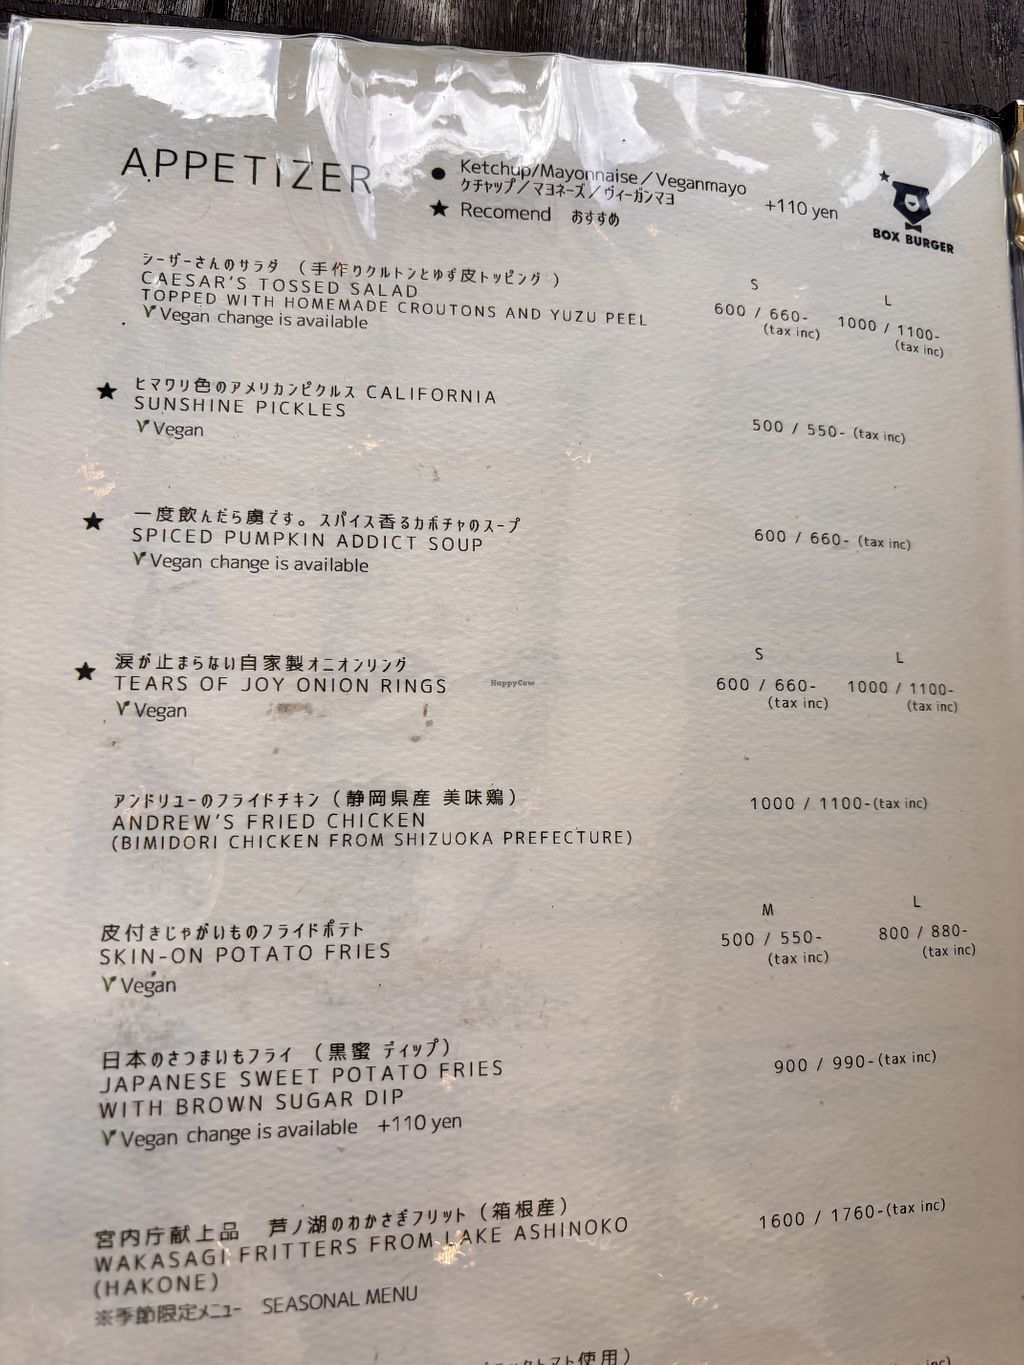 APPETIZER
● Ketchup/Mayonnaise/Veganmayo
ケチャップ/マヨネーズ/ヴィーガンマヨ +110 yen
★ Recomend おすすめ
BOX BURGER
シーザーさんのサラダ (手作りクルトンとゆず皮トッピング)
CAESAR'S TOSSED SALAD
TOPPED WITH HOMEMADE CROUTONS AND YUZU PEEL
Vegan change is available
S L
600 / 660- 1000 / 1100-
(tax inc) (tax inc)
★ ヒマワリ色のアメリカンピクルス CALIFORNIA
SUNSHINE PICKLES
Vegan
500 / 550- (tax inc)
★ 一度飲んだら虜です。スパイス香るカボチャのスープ
SPICED PUMPKIN ADDICT SOUP
Vegan change is available
600 / 660- (tax inc)
★ 涙が止まらない自家製オニオンリング
TEARS OF JOY ONION RINGS
Vegan
S L
600 / 660- 1000 / 1100-
(tax inc) (tax inc)
HappyCow
アンドリューのフライドチキン (静岡県産 美味鶏)
ANDREW'S FRIED CHICKEN
(BIMIDORI CHICKEN FROM SHIZUOKA PREFECTURE)
1000 / 1100-(tax inc)
皮付きじゃがいものフライドポテト
SKIN-ON POTATO FRIES
Vegan
M L
500 / 550- 800 / 880-
(tax inc) (tax inc)
日本のさつまいもフライ (黒蜜 ディップ)
JAPANESE SWEET POTATO FRIES
WITH BROWN SUGAR DIP
Vegan change is available +110 yen
900 / 990-(tax inc)
宮内庁献上品 芦ノ湖のわかさぎフリット (箱根産)
WAKASAGI FRITTERS FROM LAKE ASHINOKO
(HAKONE)
※季節限定メニュー SEASONAL MENU
1600 / 1760-(tax inc)
トマト使用)